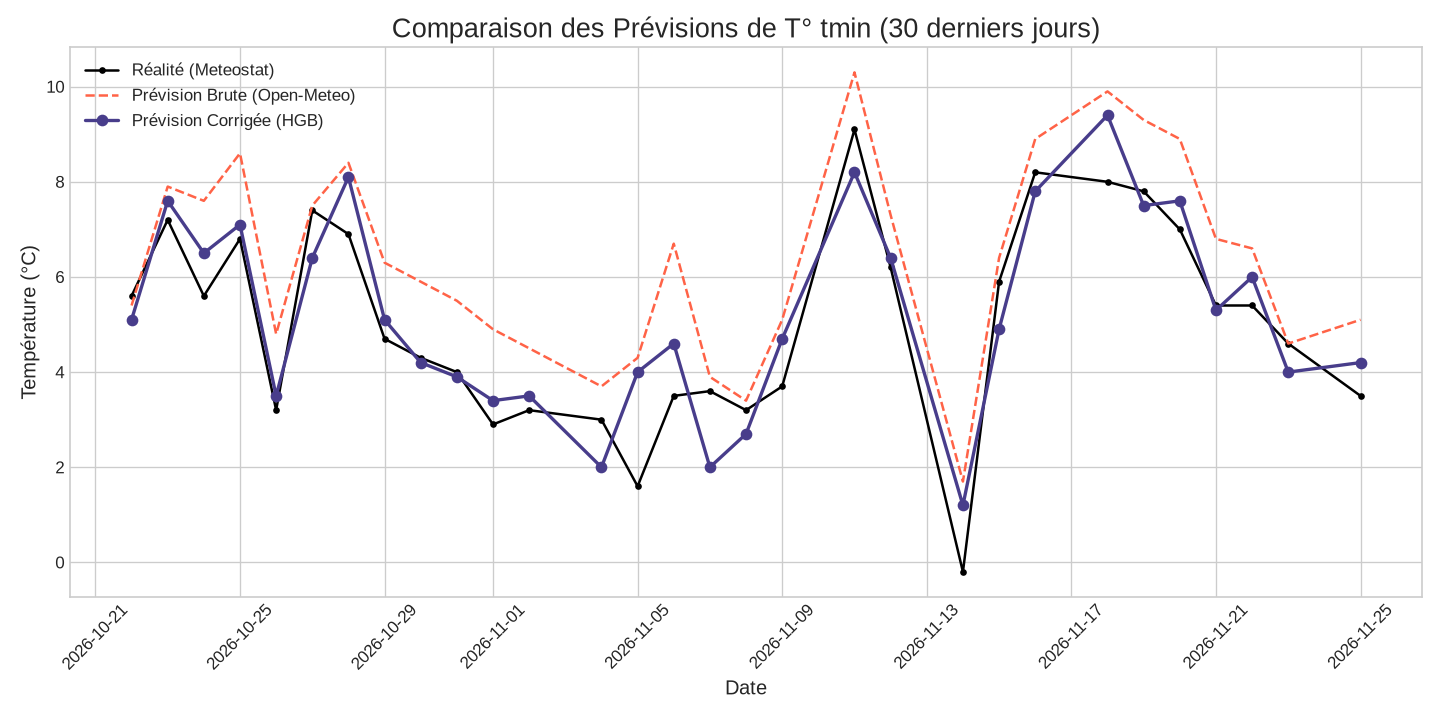 Comparaison des Prévisions de T° tmin (30 derniers jours)
Réalité (Meteostat)
Prévision Brute (Open-Meteo)
Prévision Corrigée (HGB)
Température (°C)
10
8
6
4
2
0
2026-10-21
2026-10-25
2026-10-29
2026-11-01
2026-11-05
2026-11-09
2026-11-13
2026-11-17
2026-11-21
2026-11-25
Date